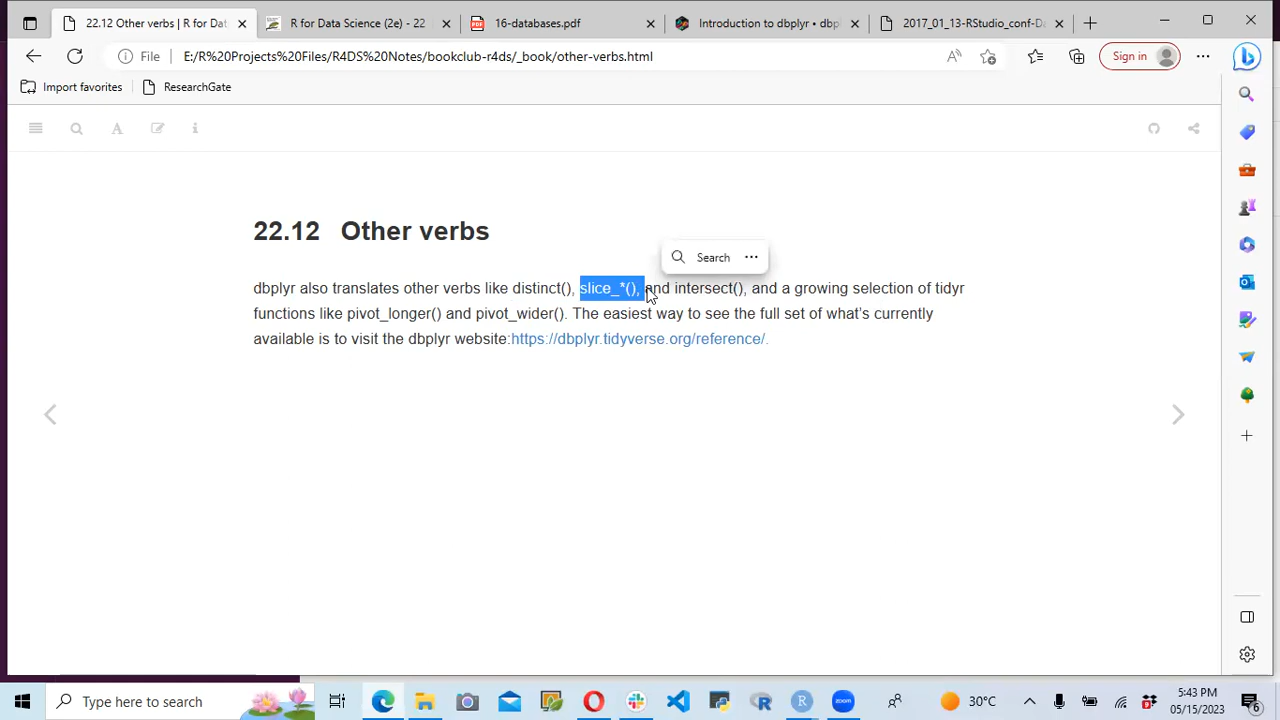 22.12 Other verbs | R for Dat
R for Data Science (2e) - 22
16-databases.pdf
Introduction to dbplyr • dbp
2017_01_13-RStudio_conf-Da
File
E:/R%20Projects%20Files/R4DS%20Notes/bookclub-r4ds/_book/other-verbs.html
Sign in
Import favorites
ResearchGate
22.12 Other verbs
Search
dbplyr also translates other verbs like distinct(), slice_*(), and intersect(), and a growing selection of tidyr
functions like pivot_longer() and pivot_wider(). The easiest way to see the full set of what's currently
available is to visit the dbplyr website:https://dbplyr.tidyverse.org/reference/.
Type here to search
zoom
30°C
5:43 PM
05/15/2023
6